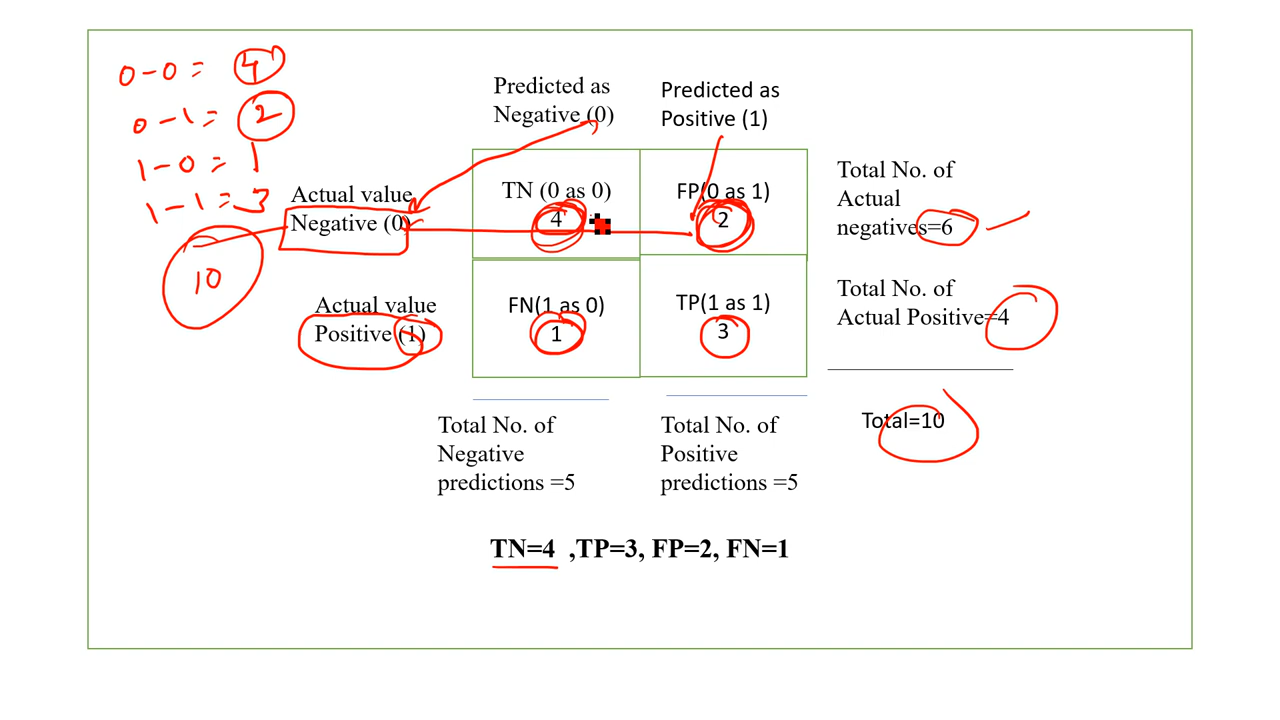 0-0 = 4
0-1 = 2
1-0 = 1
1-1 = 3
10
Predicted as
Negative (0)
Predicted as
Positive (1)
Actual value
Negative (0)
TN (0 as 0)
4
FP(0 as 1)
2
Total No. of
Actual
negatives=6
Actual value
Positive (1)
FN(1 as 0)
1
TP(1 as 1)
3
Total No. of
Actual Positive=4
Total=10
Total No. of
Negative
predictions =5
Total No. of
Positive
predictions =5
TN=4 ,TP=3, FP=2, FN=1